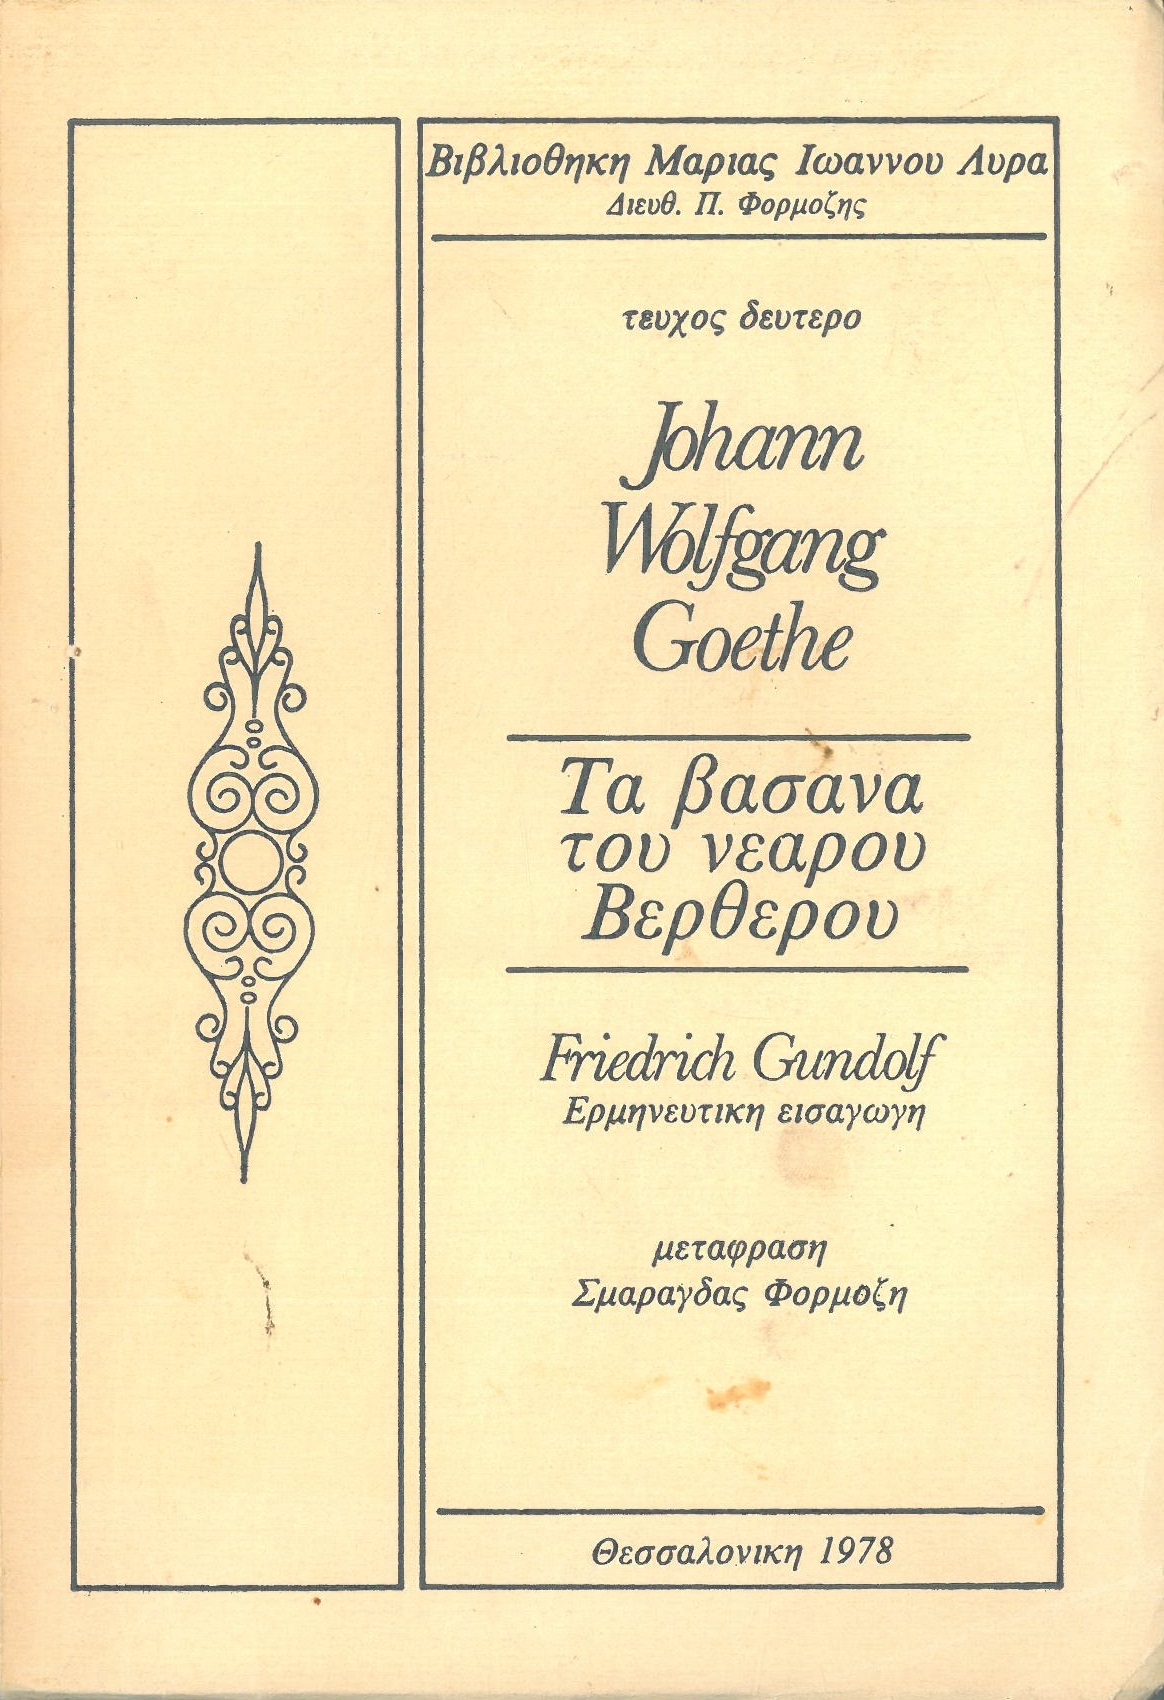 Βιβλιοθηκη Μαριας Ιωαννου Λυρα
Διευθ. Π. Φορμοζης
τευχος δευτερο
Johann
Wolfgang
Goethe
Τα βασανα
του νεαρου
Βερθερου
Friedrich Gundolf
Ερμηνευτικη εισαγωγη
μεταφραση
Σμαραγδας Φορμοζη
Θεσσαλονικη 1978